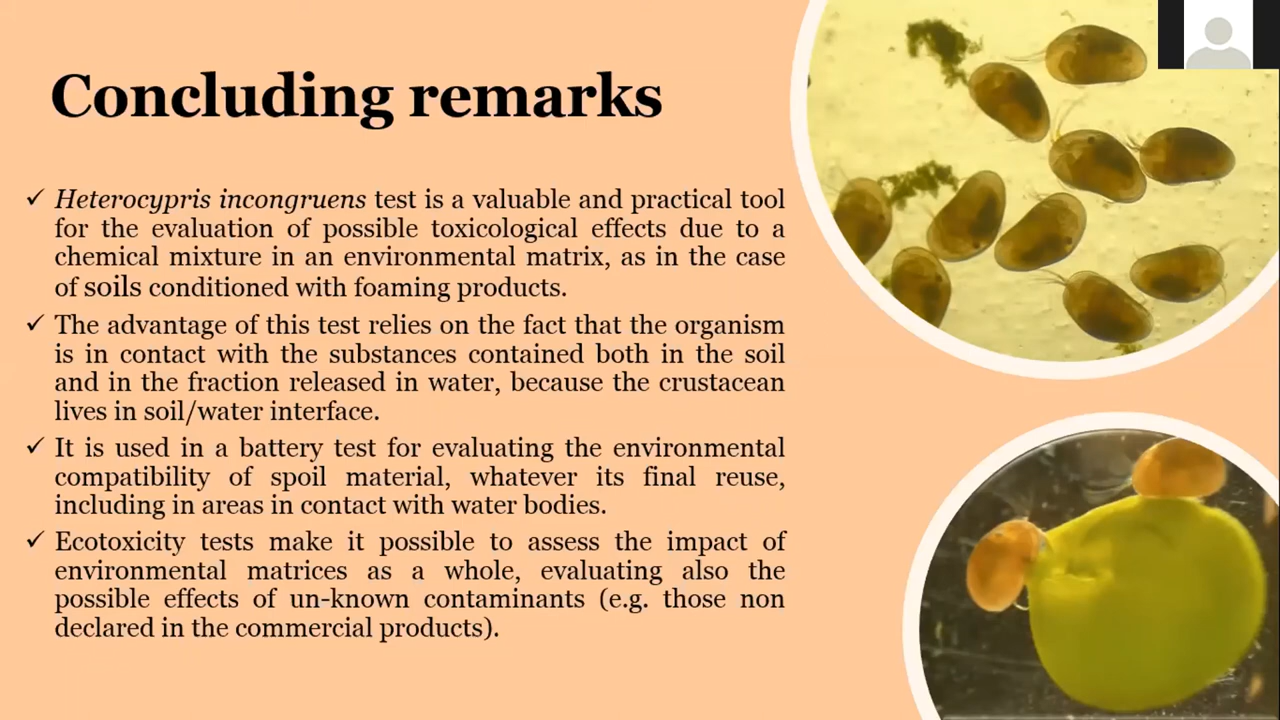 Concluding remarks
✓ Heterocypris incongruens test is a valuable and practical tool
for the evaluation of possible toxicological effects due to a
chemical mixture in an environmental matrix, as in the case
of soils conditioned with foaming products.
✓ The advantage of this test relies on the fact that the organism
is in contact with the substances contained both in the soil
and in the fraction released in water, because the crustacean
lives in soil/water interface.
✓ It is used in a battery test for evaluating the environmental
compatibility of spoil material, whatever its final reuse,
including in areas in contact with water bodies.
✓ Ecotoxicity tests make it possible to assess the impact of
environmental matrices as a whole, evaluating also the
possible effects of un-known contaminants (e.g. those non
declared in the commercial products).